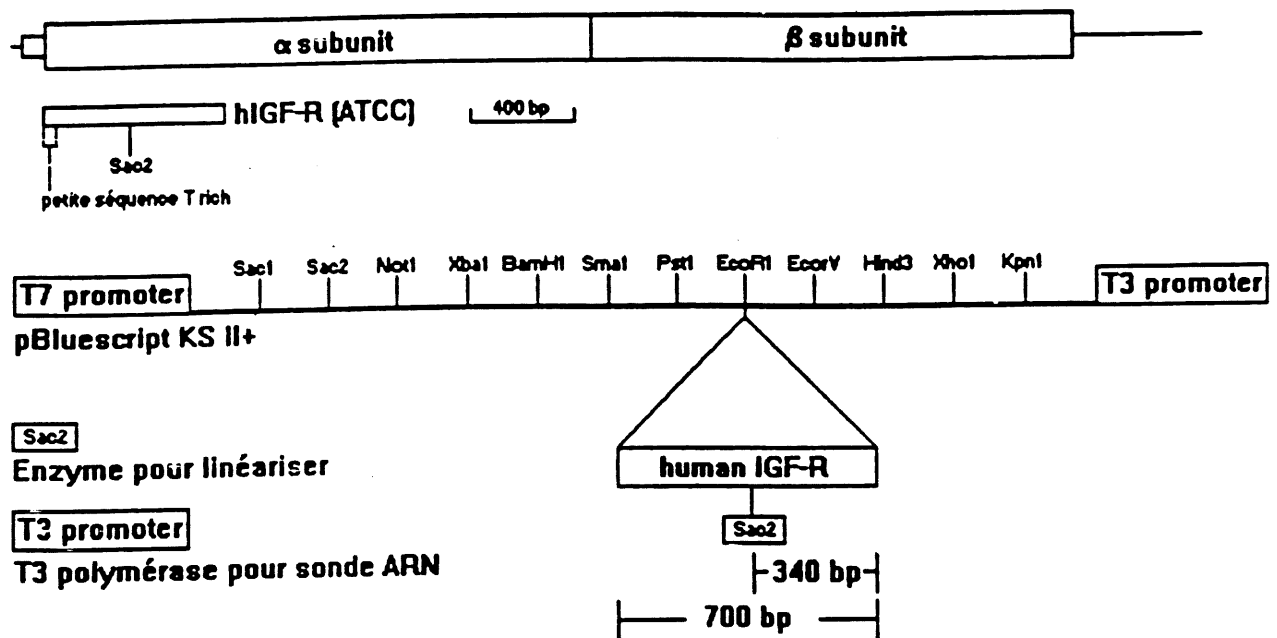 α subunit β subunit
hIGF-R (ATCC) 400 bp
Sac2
petite séquence T rich
Sac1 Sac2 Not1 Xba1 BamH1 Sma1 Pst1 EcoR1 EcorV Hind3 Xho1 Kpn1
T7 promoter T3 promoter
pBluescript KS II+
Sac2
Enzyme pour linéariser
human IGF-R
T3 promoter
Sac2
T3 polymérase pour sonde ARN
340 bp
700 bp